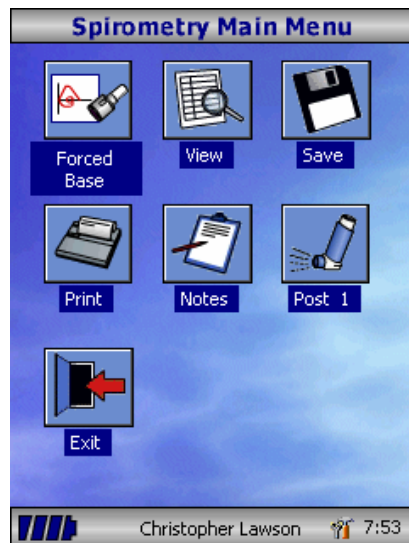 Spirometry Main Menu
Forced
Base
View
Save
Print
Notes
Post 1
Exit
Christopher Lawson
7:53